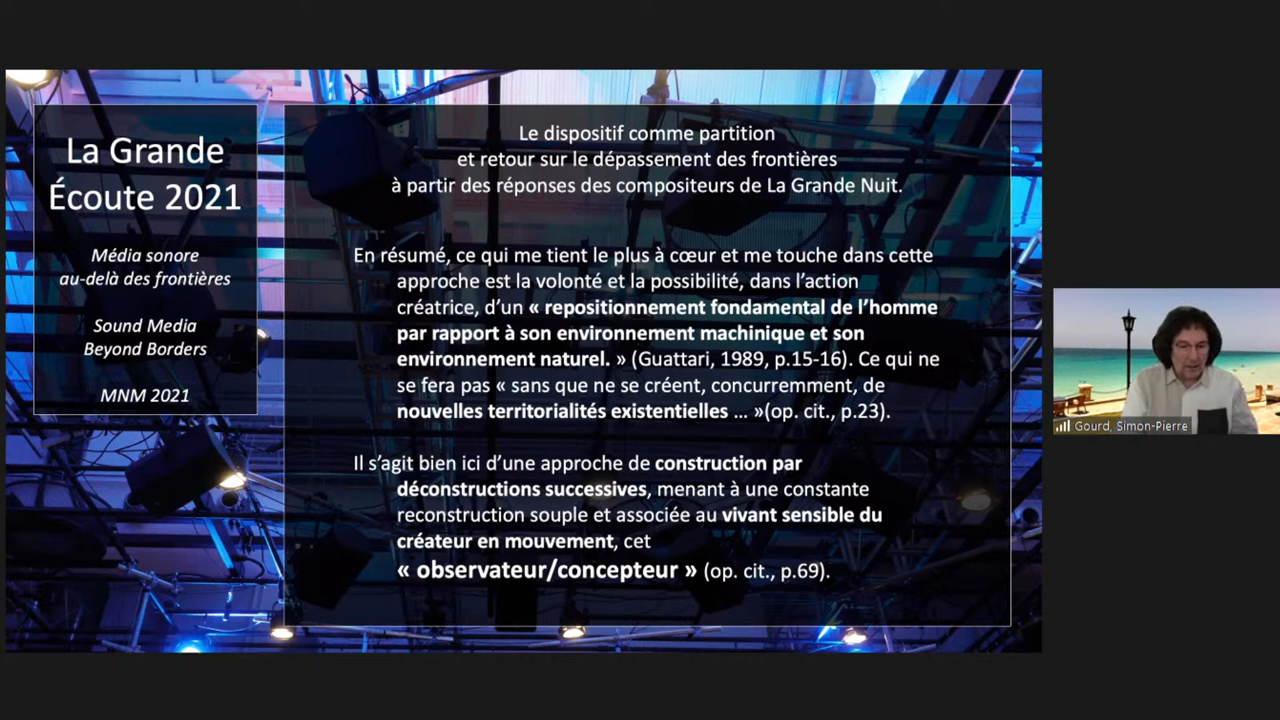 La Grande
Écoute 2021
Média sonore
au-delà des frontières
Sound Media
Beyond Borders
MNM 2021
Le dispositif comme partition
et retour sur le dépassement des frontières
à partir des réponses des compositeurs de La Grande Nuit.
En résumé, ce qui me tient le plus à cœur et me touche dans cette
approche est la volonté et la possibilité, dans l’action
créatrice, d’un « repositionnement fondamental de l’homme
par rapport à son environnement machinique et son
environnement naturel. » (Guattari, 1989, p.15-16). Ce qui ne
se fera pas « sans que ne se créent, concurremment, de
nouvelles territorialités existentielles … »(op. cit., p.23).
Il s’agit bien ici d’une approche de construction par
déconstructions successives, menant à une constante
reconstruction souple et associée au vivant sensible du
créateur en mouvement, cet
« observateur/concepteur » (op. cit., p.69).
Gourd, Simon-Pierre